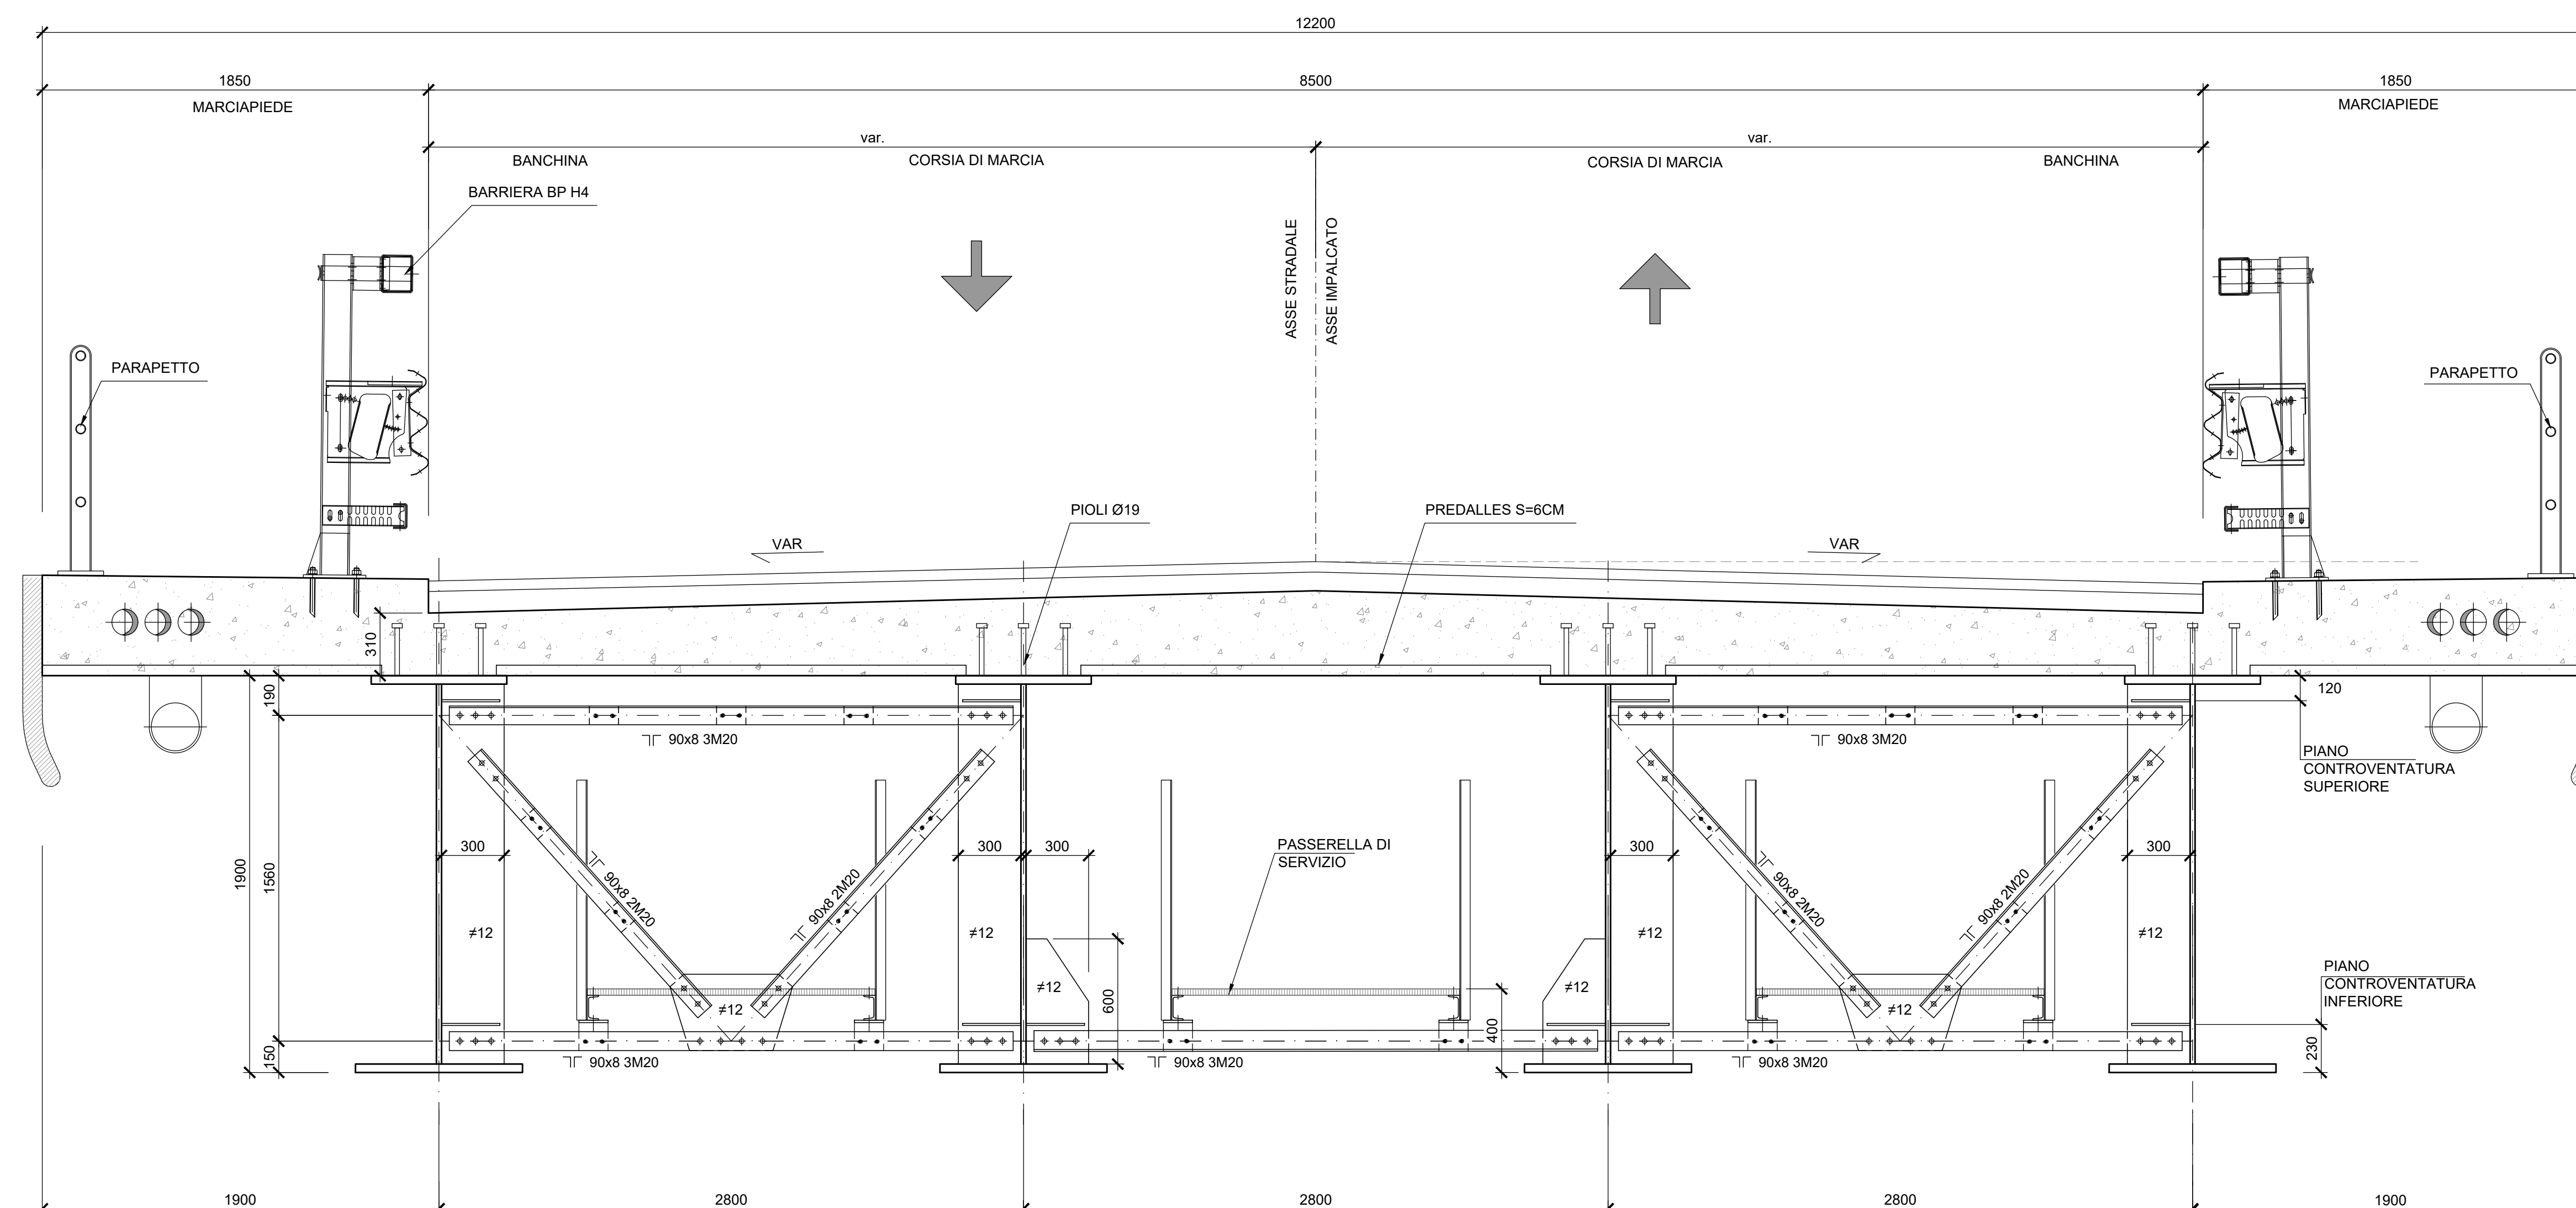 12200
1850
8500
1850
MARCIAPIEDE
MARCIAPIEDE
var.
var.
BANCHINA
CORSIA DI MARCIA
CORSIA DI MARCIA
BANCHINA
BARRIERA BP H4
ASSE STRADALE
ASSE IMPALCATO
PARAPETTO
PARAPETTO
PIOLI Ø19
PREDALLES S=6CM
VAR
VAR
310
190
120
90x8 3M20
90x8 3M20
PIANO
CONTROVENTATURA
SUPERIORE
1900
1560
300
300
300
PASSERELLA DI
SERVIZIO
300
300
90x8 2M20
90x8 2M20
90x8 2M20
90x8 2M20
≠12
≠12
≠12
≠12
≠12
≠12
≠12
≠12
600
400
PIANO
CONTROVENTATURA
INFERIORE
150
230
90x8 3M20
90x8 3M20
90x8 3M20
1900
2800
2800
2800
1900